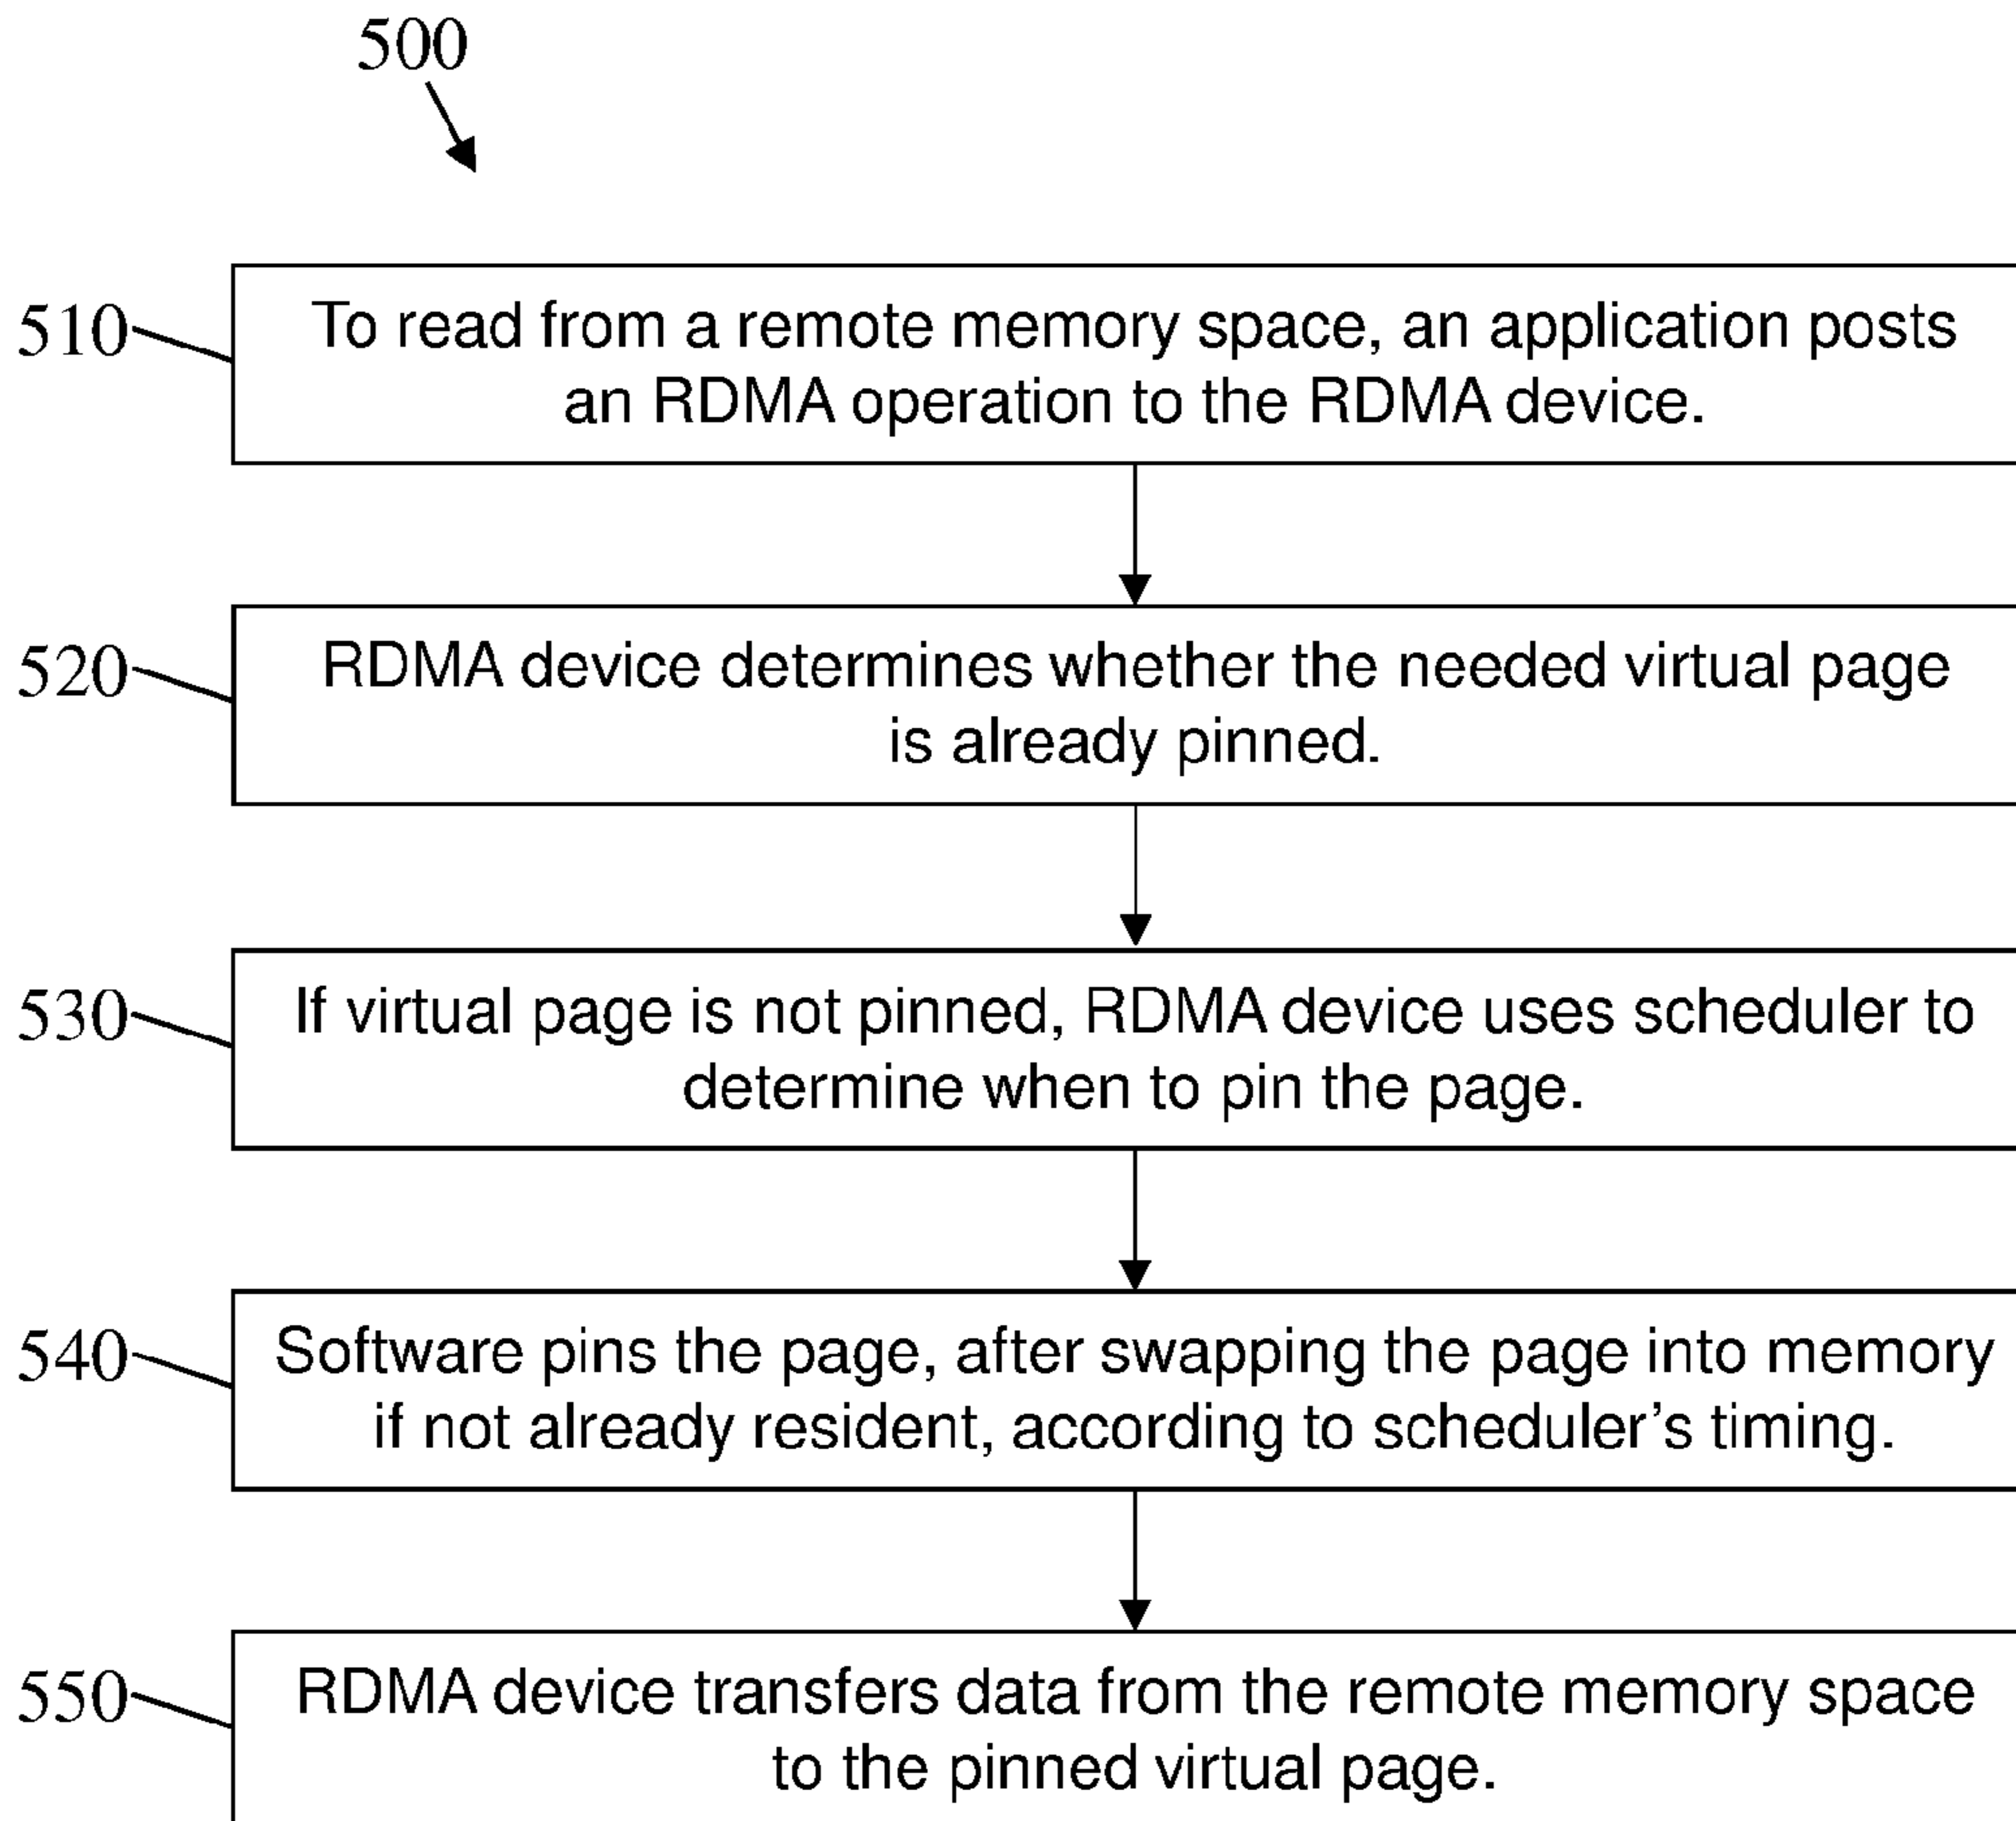 500
510
To read from a remote memory space, an application posts
an RDMA operation to the RDMA device.
520
RDMA device determines whether the needed virtual page
is already pinned.
530
If virtual page is not pinned, RDMA device uses scheduler to
determine when to pin the page.
540
Software pins the page, after swapping the page into memory
if not already resident, according to scheduler’s timing.
550
RDMA device transfers data from the remote memory space
to the pinned virtual page.